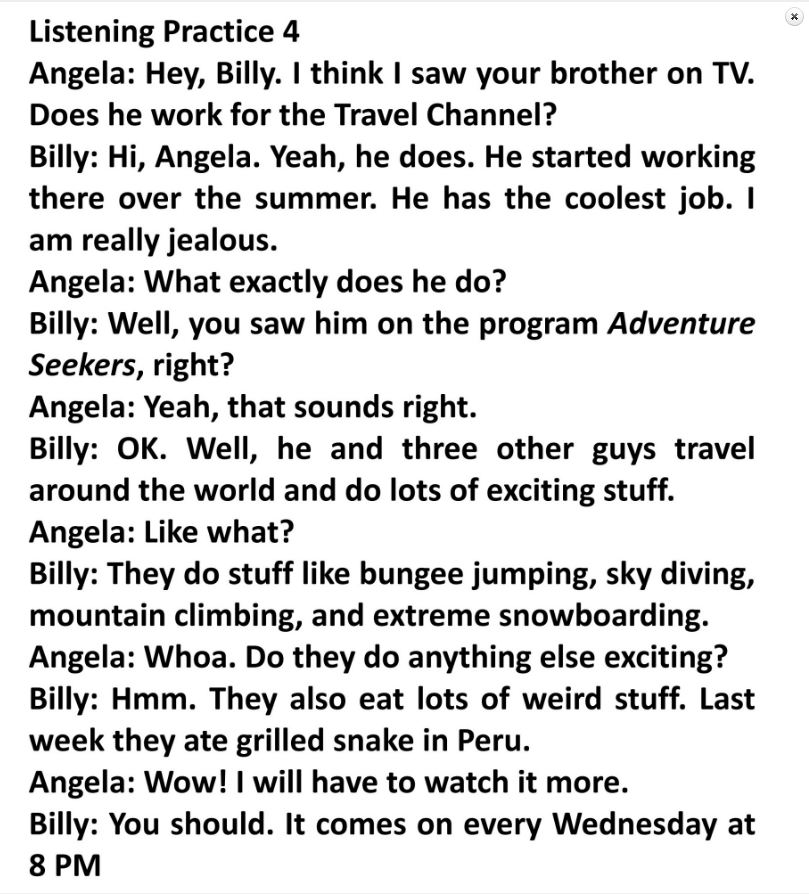 Listening Practice 4
Angela: Hey, Billy. I think I saw your brother on TV.
Does he work for the Travel Channel?
Billy: Hi, Angela. Yeah, he does. He started working
there over the summer. He has the coolest job. I
am really jealous.
Angela: What exactly does he do?
Billy: Well, you saw him on the program Adventure
Seekers, right?
Angela: Yeah, that sounds right.
Billy: OK. Well, he and three other guys travel
around the world and do lots of exciting stuff.
Angela: Like what?
Billy: They do stuff like bungee jumping, sky diving,
mountain climbing, and extreme snowboarding.
Angela: Whoa. Do they do anything else exciting?
Billy: Hmm. They also eat lots of weird stuff. Last
week they ate grilled snake in Peru.
Angela: Wow! I will have to watch it more.
Billy: You should. It comes on every Wednesday at
8 PM